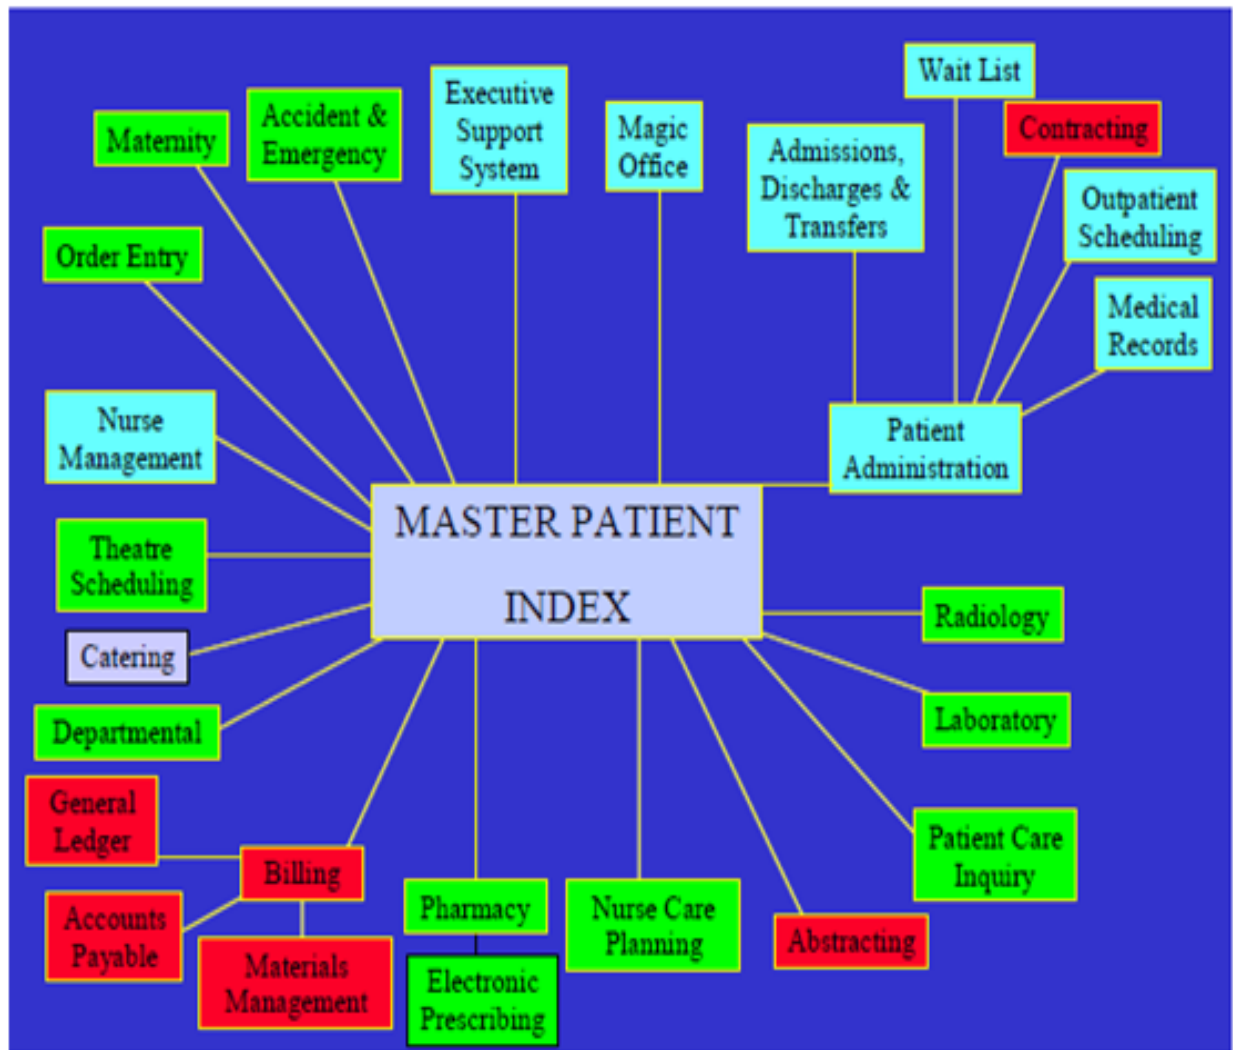 Wait List
Executive
Support
System
Accident &
Emergency
Magic
Office
Contracting
Maternity
Admissions,
Discharges &
Transfers
Outpatient
Scheduling
Order Entry
Medical
Records
Nurse
Management
Patient
Administration
MASTER PATIENT
INDEX
Theatre
Scheduling
Radiology
Catering
Laboratory
Departmental
General
Ledger
Patient Care
Inquiry
Billing
Pharmacy
Nurse Care
Planning
Abstracting
Accounts
Payable
Materials
Management
Electronic
Prescribing